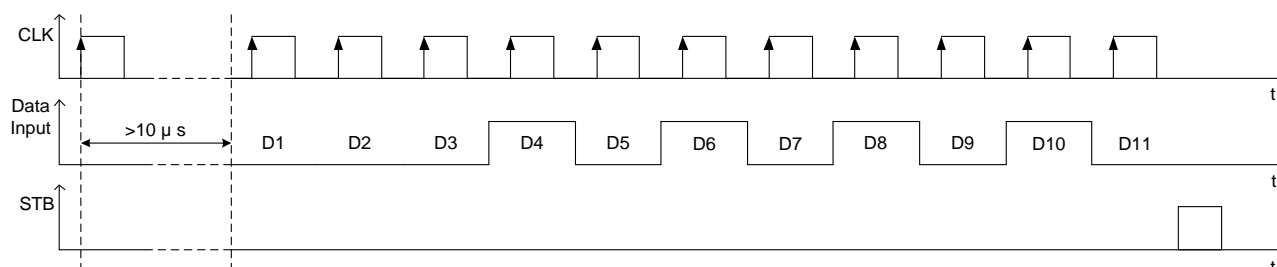 CLK
t
Data
Input
>10 μ s
D1 D2 D3 D4 D5 D6 D7 D8 D9 D10 D11
t
STB
t